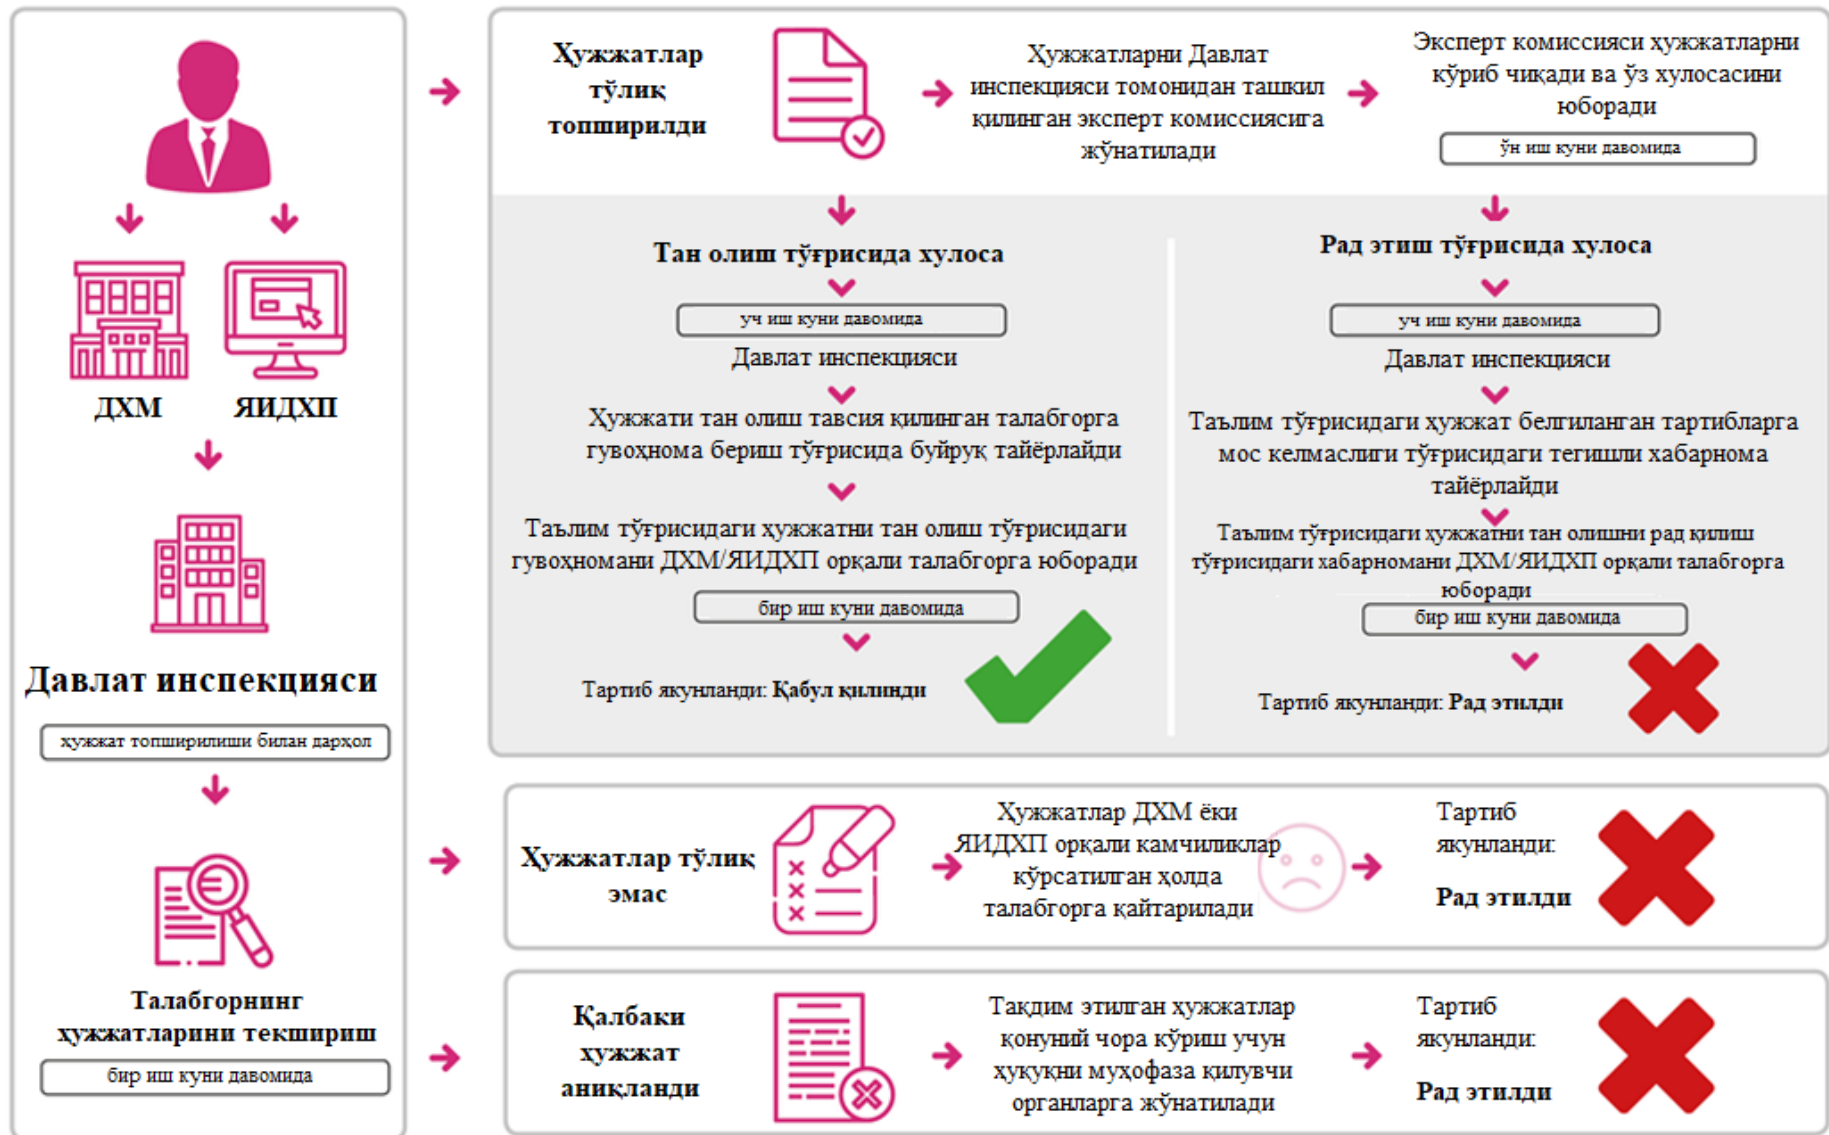 ДХМ
ЯИДХП
Давлат инспекцияси
ҳужжат топширилиши билан дарҳол
Талабгорнинг
ҳужжатларини текшириш
бир иш куни давомида
Ҳужжатлар
тўлиқ
топширилди
Ҳужжатларни Давлат
инспекцияси томонидан ташкил
қилинган эксперт комиссиясига
жўнатилади
Эксперт комиссияси ҳужжатларни
кўриб чиқади ва ўз хулосасини
юборади
ўн иш куни давомида
Тан олиш тўғрисида хулоса
уч иш куни давомида
Давлат инспекцияси
Ҳужжати тан олиш тавсия қилинган талабгорга
гувоҳнома бериш тўғрисида буйруқ тайёрлайди
Таълим тўғрисидаги ҳужжатни тан олиш тўғрисидаги
гувоҳномани ДХМ/ЯИДХП орқали талабгорга юборади
бир иш куни давомида
Тартиб якунланди: Қабул қилинди
Рад этиш тўғрисида хулоса
уч иш куни давомида
Давлат инспекцияси
Таълим тўғрисидаги ҳужжат белгиланган тартибларга
мос келмаслиги тўғрисидаги тегишли хабарнома
тайёрлайди
Таълим тўғрисидаги ҳужжатни тан олишни рад қилиш
тўғрисидаги хабарномани ДХМ/ЯИДХП орқали талабгорга
юборади
бир иш куни давомида
Тартиб якунланди: Рад этилди
Ҳужжатлар тўлиқ
эмас
Ҳужжатлар ДХМ ёки
ЯИДХП орқали камчиликлар
кўрсатилган ҳолда
талабгорга қайтарилади
Тартиб
якунланди:
Рад этилди
Қалбаки
ҳужжат
аниқланди
Тақдим этилган ҳужжатлар
қонуний чора кўриш учун
ҳуқуқни муҳофаза қилувчи
органларга жўнатилади
Тартиб
якунланди:
Рад этилди